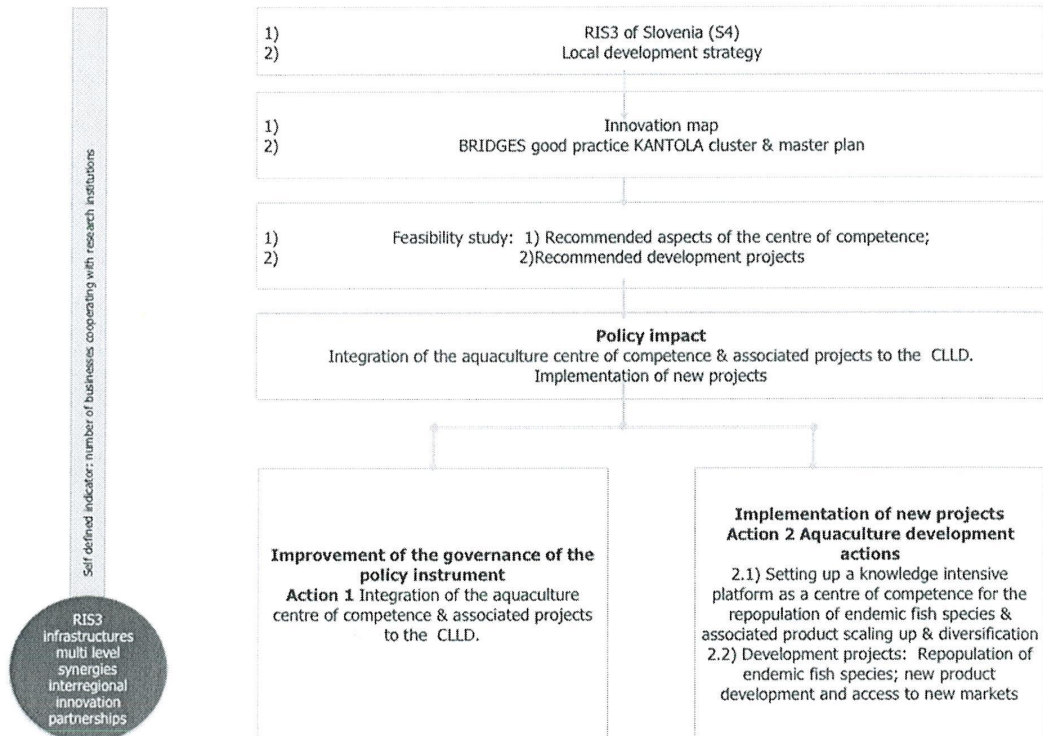 1) RIS3 of Slovenia (S4)
2) Local development strategy
1) Innovation map
2) BRIDGES good practice KANTOLA cluster & master plan
1) Feasibility study: 1) Recommended aspects of the centre of competence;
2) 2)Recommended development projects
Policy impact
Integration of the aquaculture centre of competence & associated projects to the CLLD.
Implementation of new projects
Improvement of the governance of the
policy instrument
Action 1 Integration of the aquaculture
centre of competence & associated projects
to the CLLD.
Implementation of new projects
Action 2 Aquaculture development
actions
2.1) Setting up a knowledge intensive
platform as a centre of competence for
the repopulation of endemic fish species &
associated product scaling up & diversification
2.2) Development projects: Repopulation of
endemic fish species; new product
development and access to new markets
Self defined indicator: number of businesses cooperating with research institutions
RIS3
infrastructures
multi level
synergies
interregional
innovation
partnerships